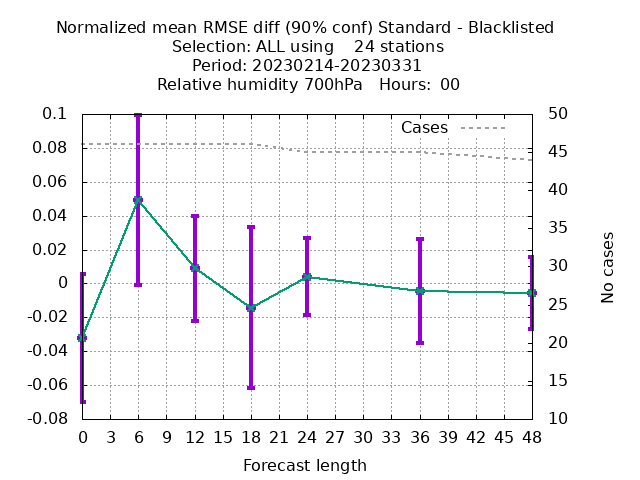 Normalized mean RMSE diff (90% conf) Standard - Blacklisted
Selection: ALL using    24 stations
Period: 20230214-20230331
Relative humidity 700hPa   Hours:  00
Cases
0.1
0.08
0.06
0.04
0.02
0
-0.02
-0.04
-0.06
-0.08
50
45
40
35
30
25
20
15
10
No cases
0 3 6 9 12 15 18 21 24 27 30 33 36 39 42 45 48
Forecast length